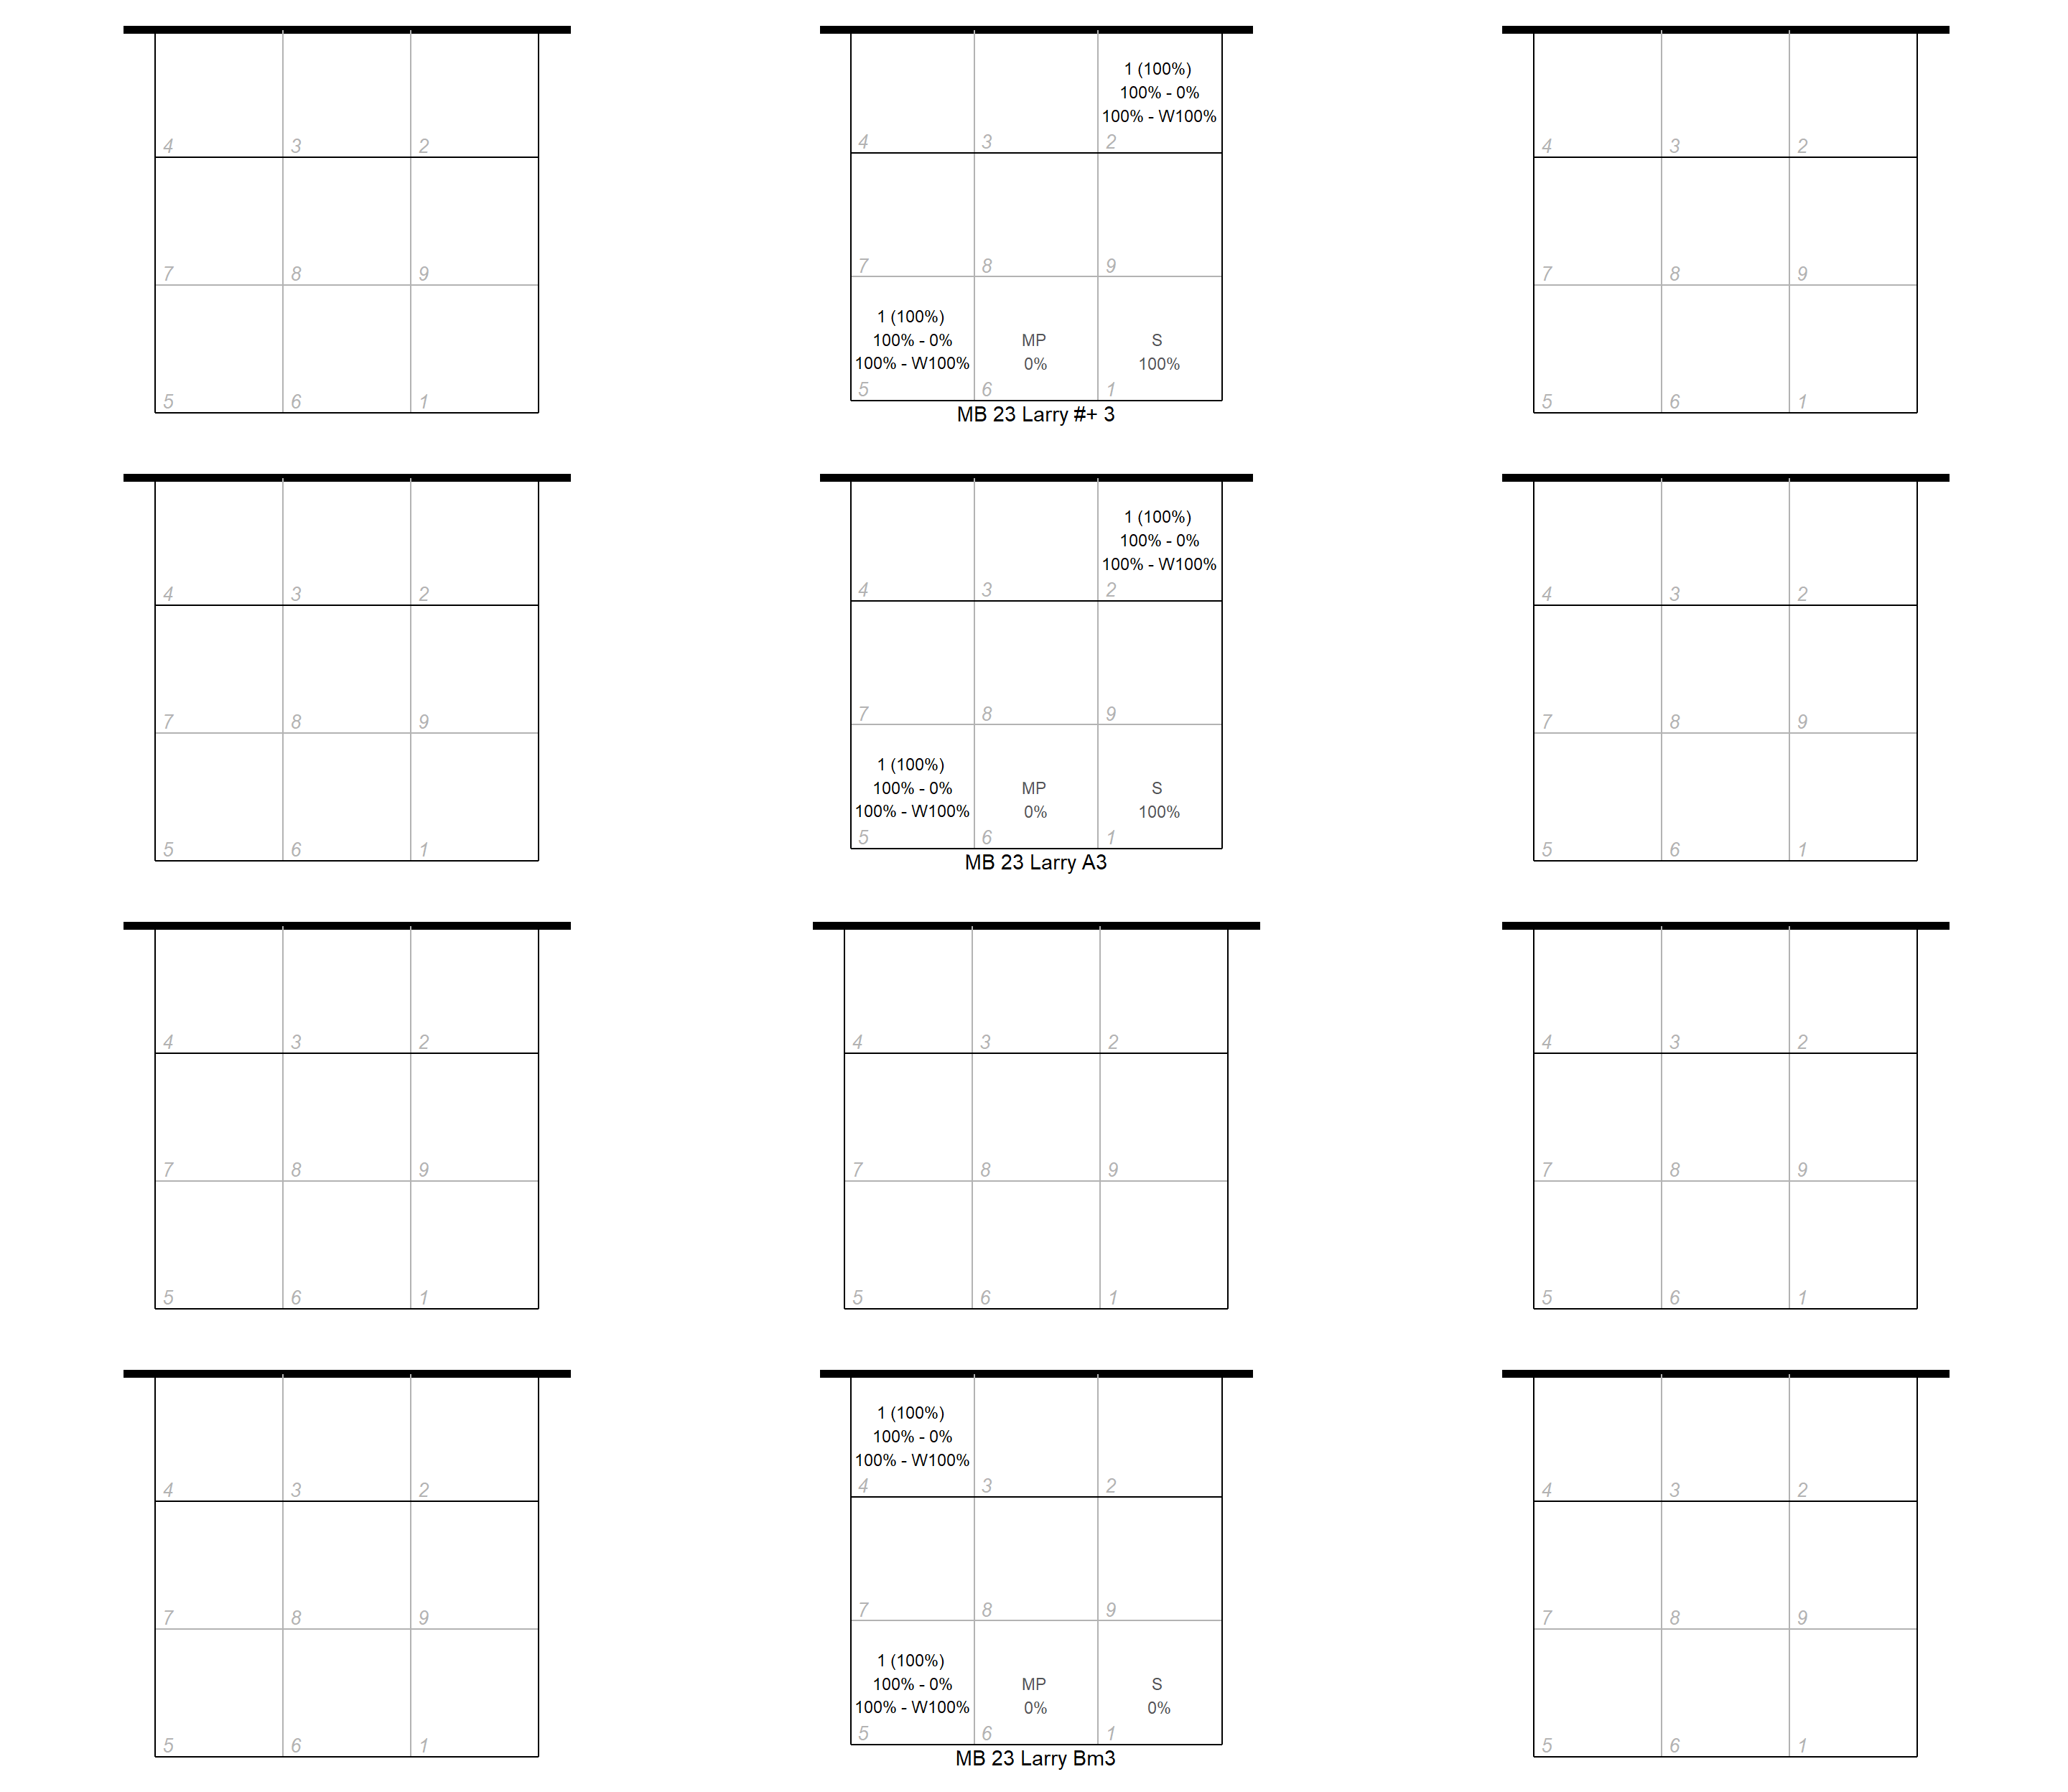 1 (100%)
100% - 0%
100% - W100%
4 3 2 4 3 2 4 3 2
7 8 9 7 8 9 7 8 9
1 (100%)
100% - 0% MP S
100% - W100% 0% 100%
5 6 1 5 6 1 5 6 1
MB 23 Larry #+ 3
1 (100%)
100% - 0%
100% - W100%
4 3 2 4 3 2 4 3 2
7 8 9 7 8 9 7 8 9
1 (100%)
100% - 0% MP S
100% - W100% 0% 100%
5 6 1 5 6 1 5 6 1
MB 23 Larry A3
4 3 2 4 3 2 4 3 2
7 8 9 7 8 9 7 8 9
5 6 1 5 6 1 5 6 1
1 (100%)
100% - 0%
100% - W100%
4 3 2 4 3 2 4 3 2
7 8 9 7 8 9 7 8 9
1 (100%)
100% - 0% MP S
100% - W100% 0% 0%
5 6 1 5 6 1 5 6 1
MB 23 Larry Bm3